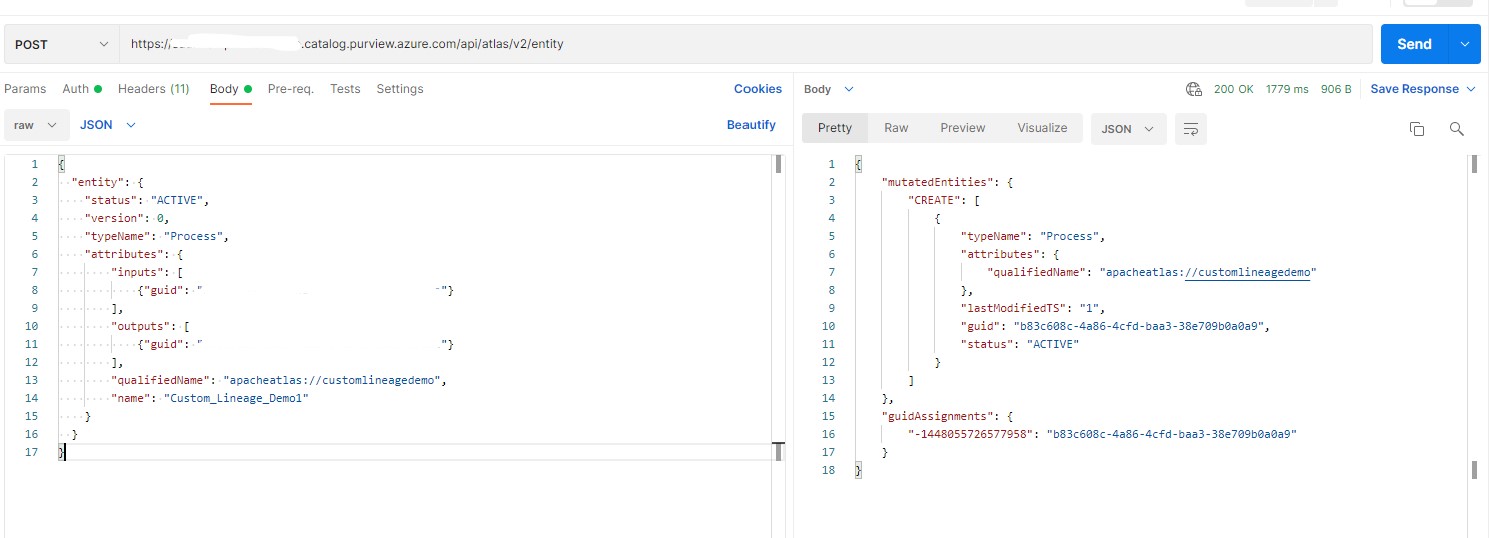 POST
https://
.catalog.purview.azure.com/api/atlas/v2/entity
Send
Params Auth Headers (11) Body Pre-req. Tests Settings Cookies
raw JSON Beautify
1 {
2 "entity": {
3 "status": "ACTIVE",
4 "version": 0,
5 "typeName": "Process",
6 "attributes": {
7 "inputs": [
8 {"guid": " "}
9 ],
10 "outputs": [
11 {"guid": " "}
12 ],
13 "qualifiedName": "apacheatlas://customlineagedemo",
14 "name": "Custom_Lineage_Demo1"
15 }
16 }
17 }
Body 200 OK 1779 ms 906 B Save Response
Pretty Raw Preview Visualize JSON
1 {
2 "mutatedEntities": {
3 "CREATE": [
4 {
5 "typeName": "Process",
6 "attributes": {
7 "qualifiedName": "apacheatlas://customlineagedemo"
8 },
9 "lastModifiedTS": "1",
10 "guid": "b83c608c-4a86-4cfd-baa3-38e709b0a0a9",
11 "status": "ACTIVE"
12 }
13 ]
14 },
15 "guidAssignments": {
16 "-1448055726577958": "b83c608c-4a86-4cfd-baa3-38e709b0a0a9"
17 }
18 }